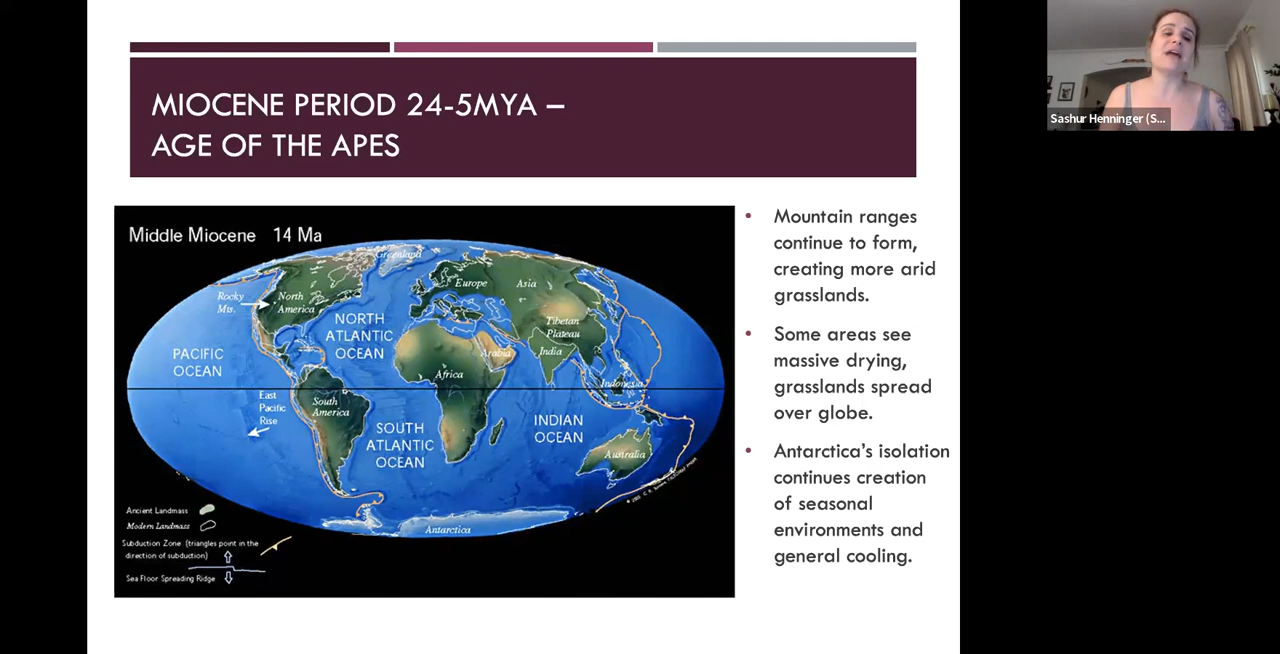 MIOCENE PERIOD 24-5MYA –
AGE OF THE APES
Sashur Henninger (S...
Middle Miocene 14 Ma
Greenland
Rocky
Mts.
North
America
Europe
Asia
NORTH
ATLANTIC
OCEAN
Tibetan
Plateau
PACIFIC
OCEAN
Arabia
India
Africa
Indonesia
East
Pacific
Rise
South
America
SOUTH
ATLANTIC
OCEAN
INDIAN
OCEAN
Australia
Antarctica
Ancient Landmass
Modern Landmass
Subduction Zone (triangles point in the
direction of subduction)
Sea Floor Spreading Ridge
• Mountain ranges
continue to form,
creating more arid
grasslands.
• Some areas see
massive drying,
grasslands spread
over globe.
• Antarctica’s isolation
continues creation
of seasonal
environments and
general cooling.